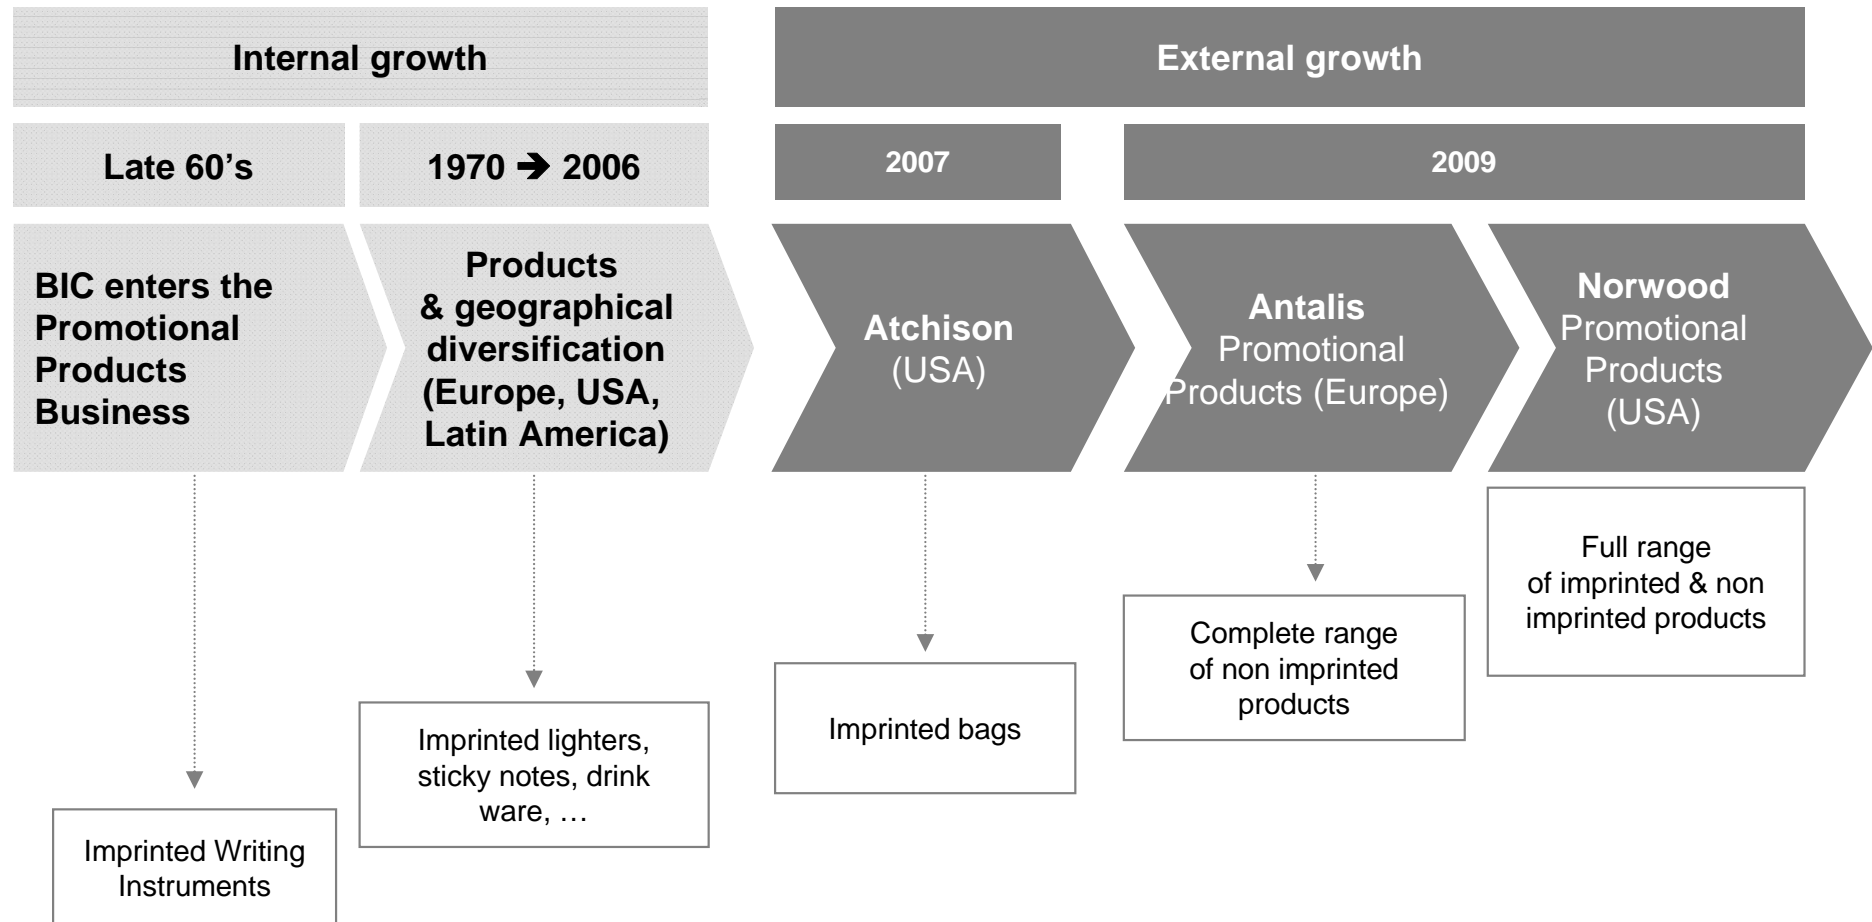 Internal growth
External growth
Late 60’s
1970 ➔ 2006
2007
2009
BIC enters the
Promotional
Products
Business
Products
& geographical
diversification
(Europe, USA,
Latin America)
Atchison
(USA)
Antalis
Promotional
Products (Europe)
Norwood
Promotional
Products
(USA)
Imprinted Writing
Instruments
Imprinted lighters,
sticky notes, drink
ware, …
Imprinted bags
Complete range
of non imprinted
products
Full range
of imprinted & non
imprinted products